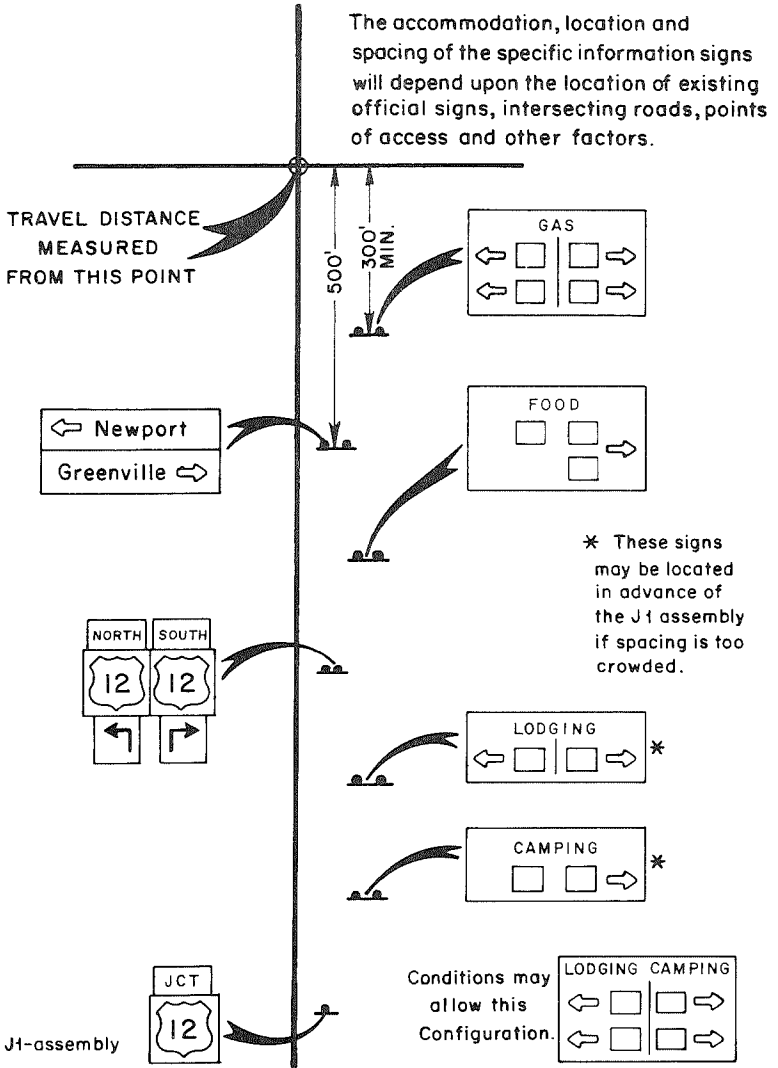 The accommodation, location and
spacing of the specific information signs
will depend upon the location of existing
official signs, intersecting roads, points
of access and other factors.
TRAVEL DISTANCE
MEASURED
FROM THIS POINT
500'
300'
MIN.
GAS
Newport
Greenville
FOOD
* These signs
may be located
in advance of
the J1 assembly
if spacing is too
crowded.
NORTH SOUTH
12 12
LODGING
*
CAMPING
*
JCT
12
J1-assembly
Conditions may
allow this
Configuration.
LODGING CAMPING